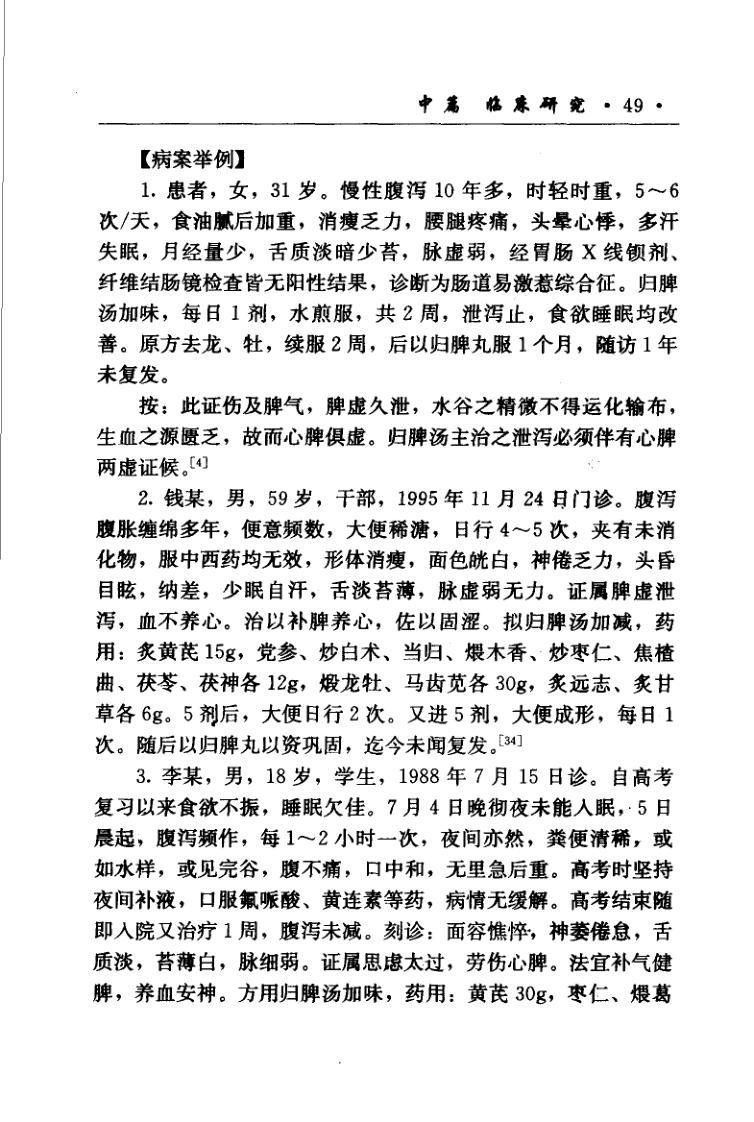 中篇 临床研究 · 49 ·
【病案举例】
1. 患者，女，31 岁。慢性腹泻 10 年多，时轻时重，5～6
次/天，食油腻后加重，消瘦乏力，腰腿疼痛，头晕心悸，多汗
失眠，月经量少，舌质淡暗少苔，脉虚弱，经胃肠 X 线钡剂、
纤维结肠镜检查皆无阳性结果，诊断为肠道易激惹综合征。归脾
汤加味，每日 1 剂，水煎服，共 2 周，泄泻止，食欲睡眠均改
善。原方去龙、牡，续服 2 周，后以归脾丸服 1 个月，随访 1 年
未复发。
按：此证伤及脾气，脾虚久泄，水谷之精微不得运化输布，
生血之源匮乏，故而心脾俱虚。归脾汤主治之泄泻必须伴有心脾
两虚证候。[4]
2. 钱某，男，59 岁，干部，1995 年 11 月 24 日门诊。腹泻
腹胀缠绵多年，便意频数，大便稀溏，日行 4～5 次，夹有未消
化物，服中西药均无效，形体消瘦，面色㿠白，神倦乏力，头昏
目眩，纳差，少眠自汗，舌淡苔薄，脉虚弱无力。证属脾虚泄
泻，血不养心。治以补脾养心，佐以固涩。拟归脾汤加减，药
用：炙黄芪 15g，党参、炒白术、当归、煨木香、炒枣仁、焦楂
曲、茯苓、茯神各 12g，煅龙牡、马齿苋各 30g，炙远志、炙甘
草各 6g。5 剂后，大便日行 2 次。又进 5 剂，大便成形，每日 1
次。随后以归脾丸以资巩固，迄今未闻复发。[34]
3. 李某，男，18 岁，学生，1988 年 7 月 15 日诊。自高考
复习以来食欲不振，睡眠欠佳。7 月 4 日晚彻夜未能入眠，5 日
晨起，腹泻频作，每 1～2 小时一次，夜间亦然，粪便清稀，或
如水样，或见完谷，腹不痛，口中和，无里急后重。高考时坚持
夜间补液，口服氟哌酸、黄连素等药，病情无缓解。高考结束随
即入院又治疗 1 周，腹泻未减。刻诊：面容憔悴，神萎倦怠，舌
质淡，苔薄白，脉细弱。证属思虑太过，劳伤心脾。法宜补气健
脾，养血安神。方用归脾汤加味，药用：黄芪 30g，枣仁、煨葛